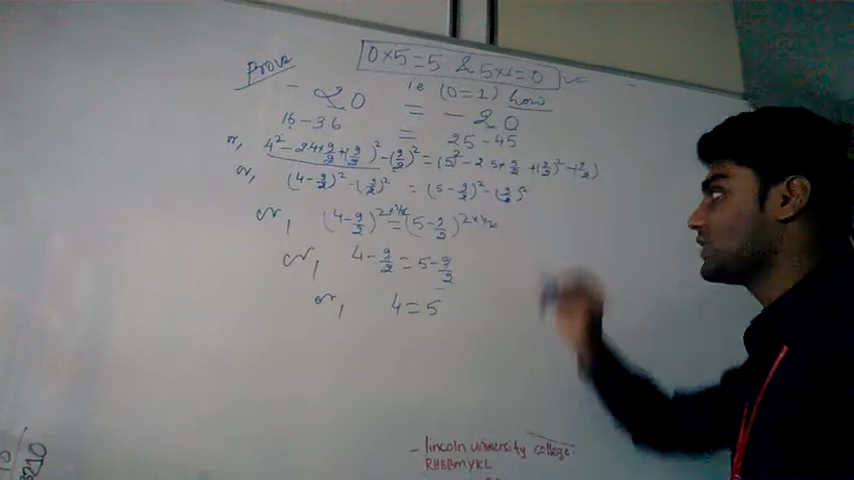 Prove 0×5=5 & 5×1=0
ie (0=1) how
-20 = -20
16-36 = 25-45
or, 4²-2·4×9/2+(9/2)²-(9/2)²=(5²-2·5×9/2+(9/2)²-(9/2)²)
or, (4-9/2)²-(9/2)² = (5-9/2)²-(9/2)²
or, (4-9/2)^2×1/2=(5-9/2)^2×1/2
or, 4-9/2=5-9/2
or, 4=5
- lincoln university college.
RHBBMYKL
3210